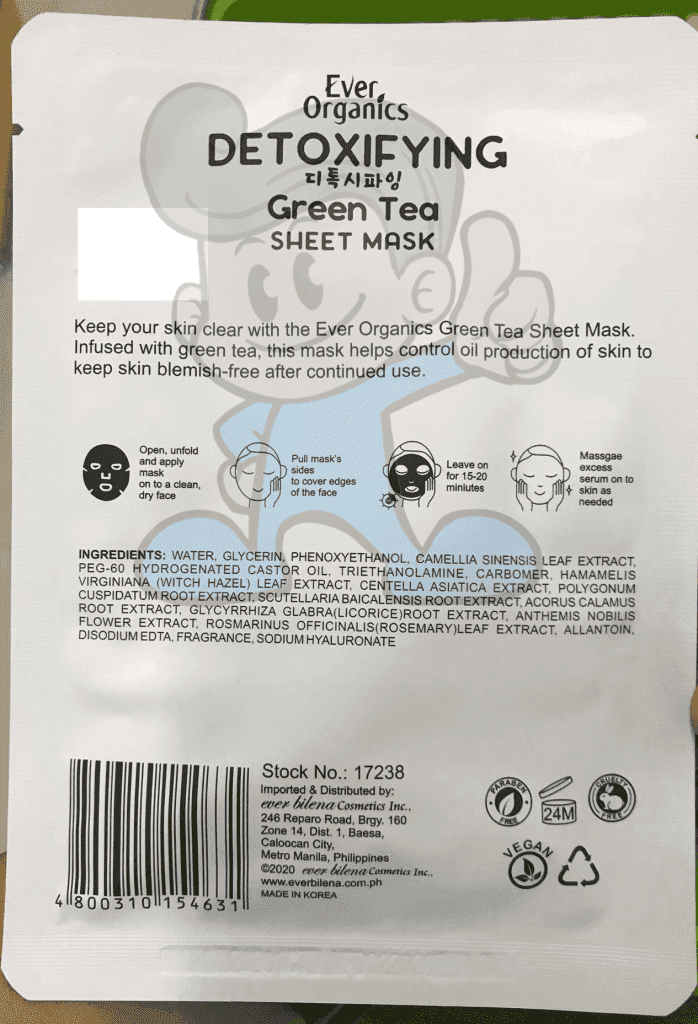 Ever
Organics
DETOXIFYING
디톡시파잉
Green Tea
SHEET MASK
Keep your skin clear with the Ever Organics Green Tea Sheet Mask.
Infused with green tea, this mask helps control oil production of skin to
keep skin blemish-free after continued use.
Open, unfold
and apply
mask
on to a clean,
dry face
Pull mask's
sides
to cover edges
of the face
Leave on
for 15-20
miniutes
Massgae
excess
serum on to
skin as
needed
INGREDIENTS: WATER, GLYCERIN, PHENOXYETHANOL, CAMELLIA SINENSIS LEAF EXTRACT,
PEG-60 HYDROGENATED CASTOR OIL, TRIETHANOLAMINE, CARBOMER, HAMAMELIS
VIRGINIANA (WITCH HAZEL) LEAF EXTRACT, CENTELLA ASIATICA EXTRACT, POLYGONUM
CUSPIDATUM ROOT EXTRACT, SCUTELLARIA BAICALENSIS ROOT EXTRACT, ACORUS CALAMUS
ROOT EXTRACT, GLYCYRRHIZA GLABRA(LICORICE)ROOT EXTRACT, ANTHEMIS NOBILIS
FLOWER EXTRACT, ROSMARINUS OFFICINALIS(ROSEMARY)LEAF EXTRACT, ALLANTOIN,
DISODIUM EDTA, FRAGRANCE, SODIUM HYALURONATE
Stock No.: 17238
Imported & Distributed by:
ever bilena Cosmetics Inc.,
246 Reparo Road, Brgy. 160
Zone 14, Dist. 1, Baesa,
Caloocan City,
Metro Manila, Philippines
©2020 ever bilena Cosmetics Inc.,
www.everbilena.com.ph
MADE IN KOREA
4 800310 154631
PARABEN
FREE
24M
CRUELTY
FREE
VEGAN